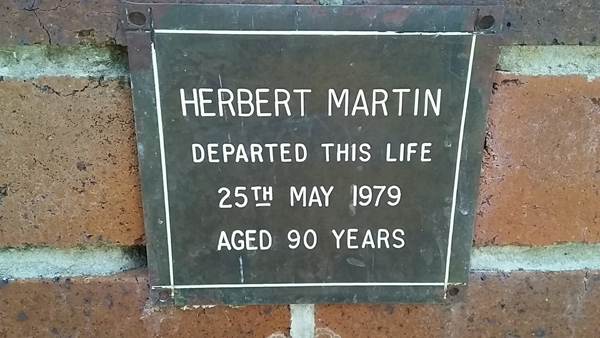 HERBERT MARTIN
DEPARTED THIS LIFE
25TH MAY 1979
AGED 90 YEARS